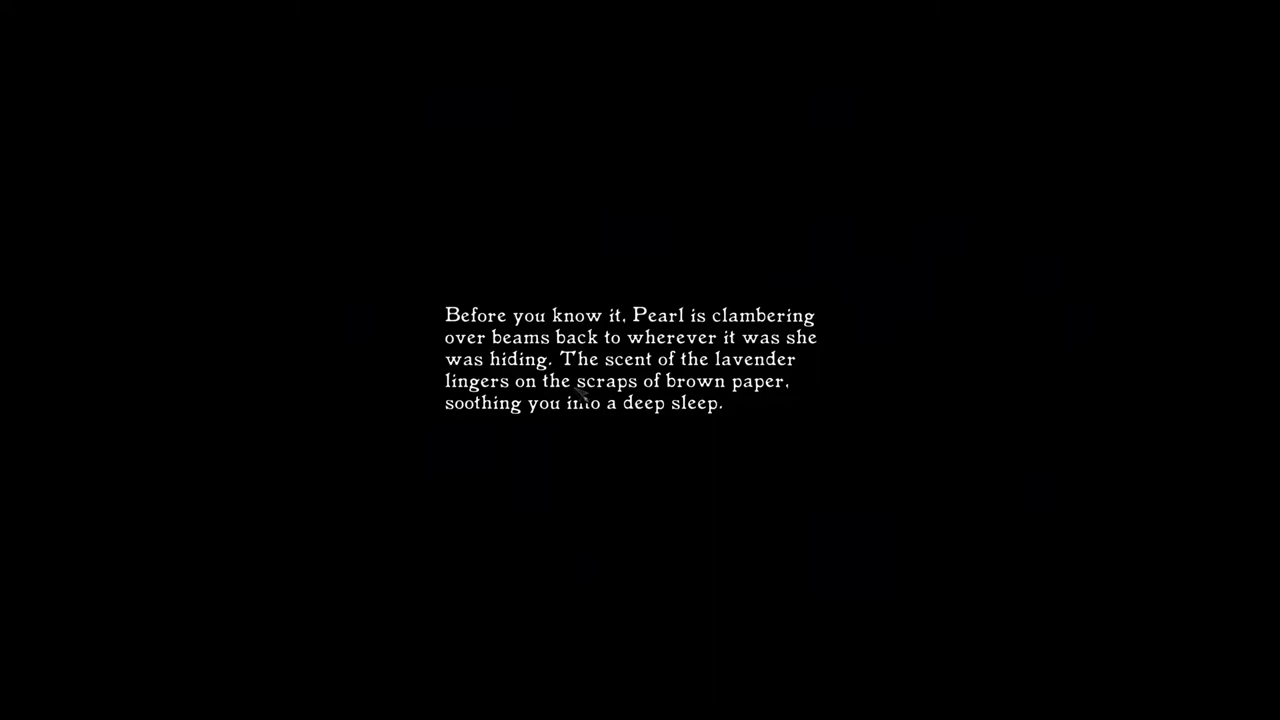 Before you know it, Pearl is clambering
over beams back to wherever it was she
was hiding. The scent of the lavender
lingers on the scraps of brown paper,
soothing you into a deep sleep.